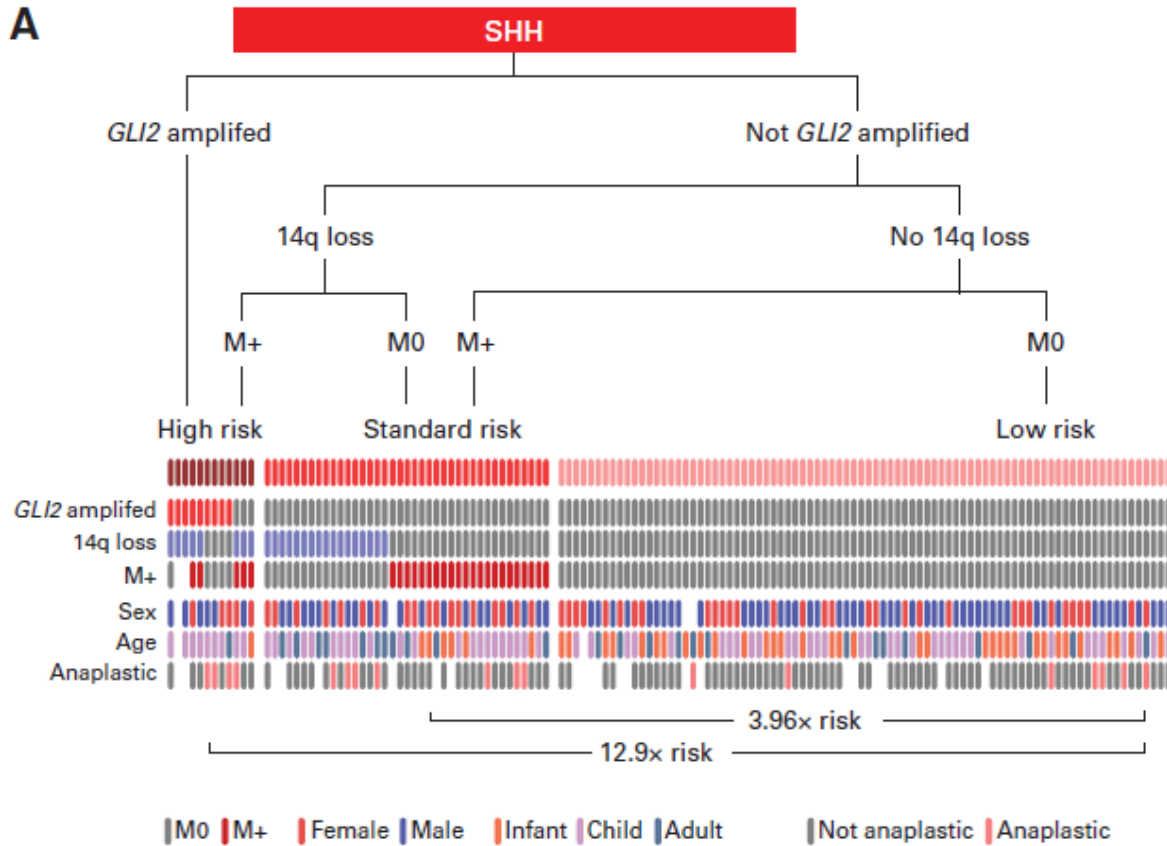 A
SHH
GLI2 amplifed
Not GLI2 amplified
14q loss
No 14q loss
M+
M0
M+
M0
High risk
Standard risk
Low risk
GLI2 amplifed
14q loss
M+
Sex
Age
Anaplastic
3.96× risk
12.9× risk
M0 M+ Female Male Infant Child Adult Not anaplastic Anaplastic